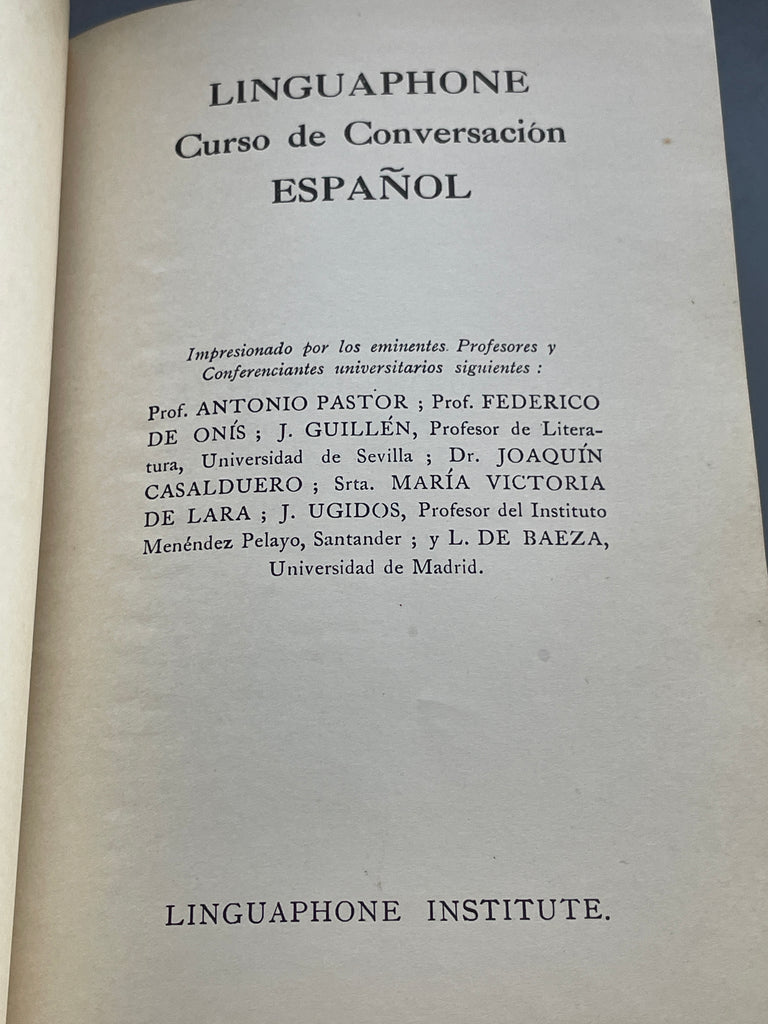 LINGUAPHONE
Curso de Conversación
ESPAÑOL
Impresionado por los eminentes Profesores y
Conferenciantes universitarios siguientes :
Prof. ANTONIO PASTOR ; Prof. FEDERICO
DE ONÍS ; J. GUILLÉN, Profesor de Litera-
tura, Universidad de Sevilla ; Dr. JOAQUÍN
CASALDUERO ; Srta. MARÍA VICTORIA
DE LARA ; J. UGIDOS, Profesor del Instituto
Menéndez Pelayo, Santander ; y L. DE BAEZA,
Universidad de Madrid.
LINGUAPHONE INSTITUTE.